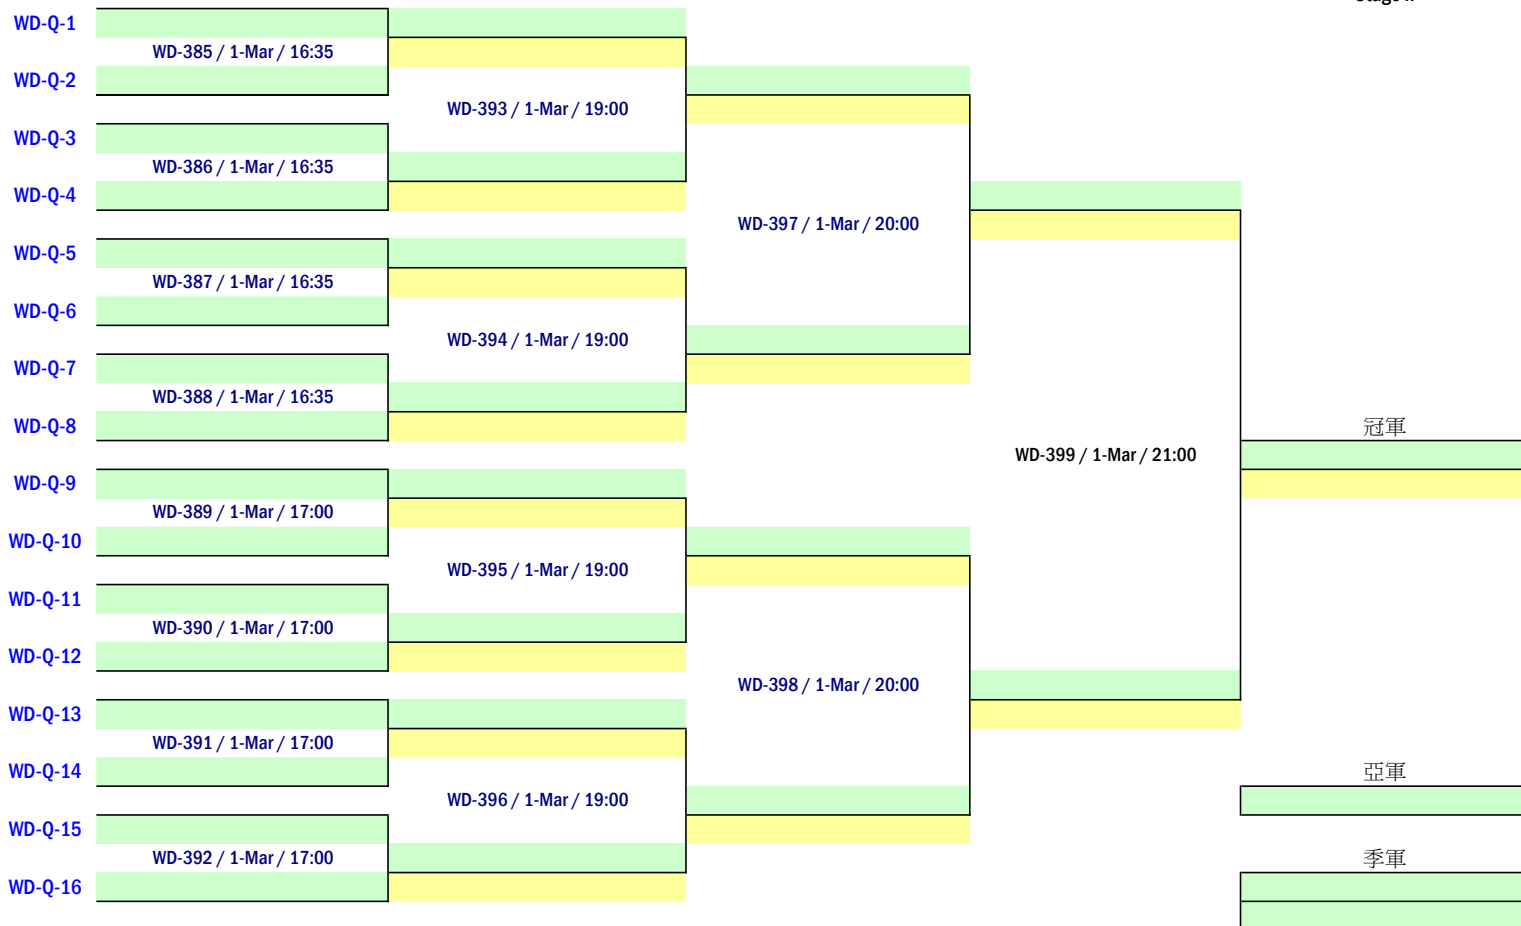 WD-Q-1
WD-385 / 1-Mar / 16:35
WD-Q-2
WD-393 / 1-Mar / 19:00
WD-Q-3
WD-386 / 1-Mar / 16:35
WD-Q-4
WD-397 / 1-Mar / 20:00
WD-Q-5
WD-387 / 1-Mar / 16:35
WD-Q-6
WD-394 / 1-Mar / 19:00
WD-Q-7
WD-388 / 1-Mar / 16:35
WD-Q-8
冠軍
WD-399 / 1-Mar / 21:00
WD-Q-9
WD-389 / 1-Mar / 17:00
WD-Q-10
WD-395 / 1-Mar / 19:00
WD-Q-11
WD-390 / 1-Mar / 17:00
WD-Q-12
WD-398 / 1-Mar / 20:00
WD-Q-13
WD-391 / 1-Mar / 17:00
WD-Q-14
亞軍
WD-396 / 1-Mar / 19:00
WD-Q-15
WD-392 / 1-Mar / 17:00
季軍
WD-Q-16